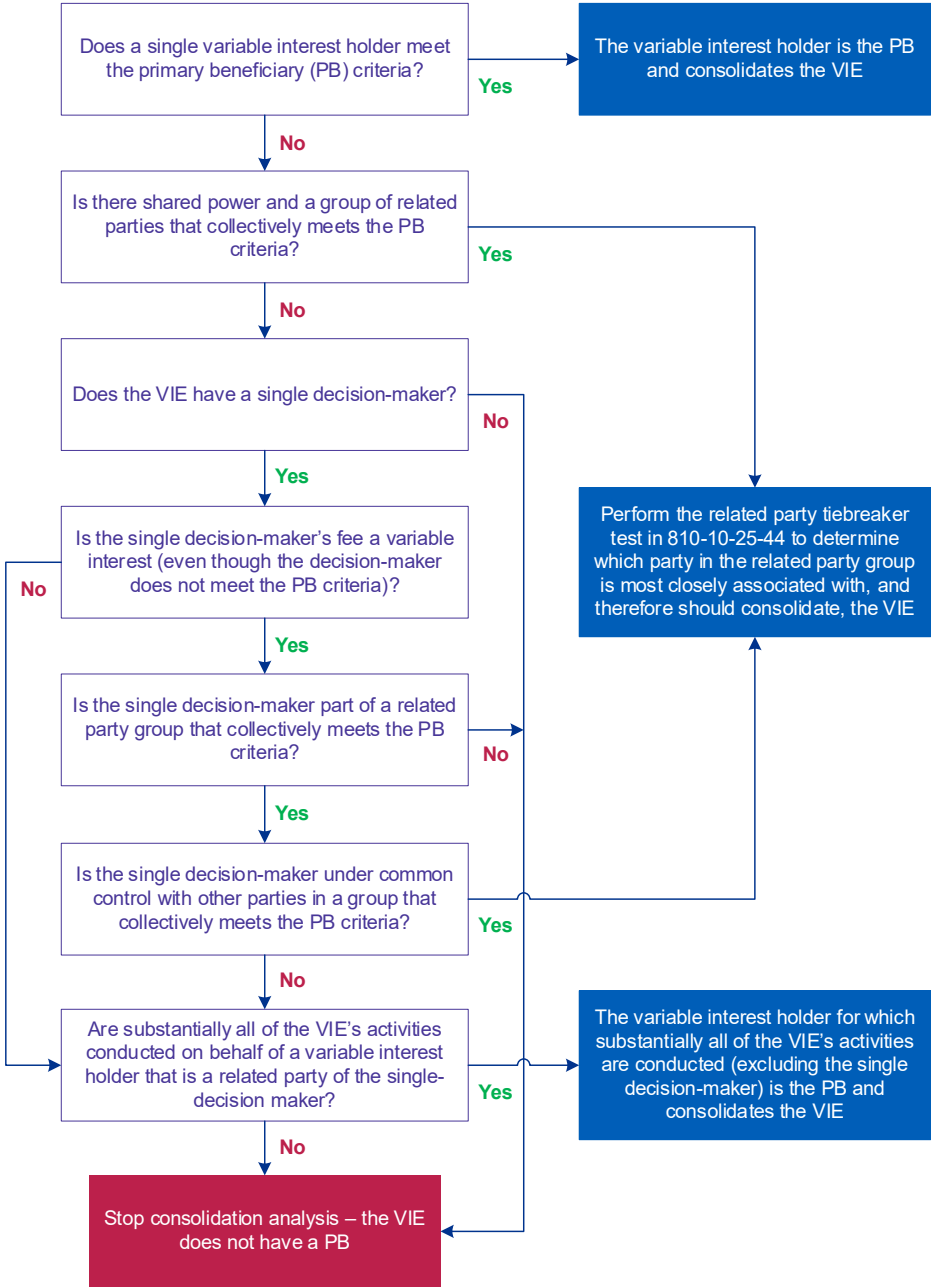 Does a single variable interest holder meet
the primary beneficiary (PB) criteria?
Yes
The variable interest holder is the PB
and consolidates the VIE
No
Is there shared power and a group of related
parties that collectively meets the PB
criteria?
Yes
No
Does the VIE have a single decision-maker?
No
Yes
Is the single decision-maker's fee a variable
interest (even though the decision-maker
does not meet the PB criteria)?
No
Perform the related party tiebreaker
test in 810-10-25-44 to determine
which party in the related party group
is most closely associated with, and
therefore should consolidate, the VIE
Yes
Is the single decision-maker part of a related
party group that collectively meets the PB
criteria?
No
Yes
Is the single decision-maker under common
control with other parties in a group that
collectively meets the PB criteria?
Yes
No
Are substantially all of the VIE's activities
conducted on behalf of a variable interest
holder that is a related party of the single-
decision maker?
Yes
The variable interest holder for which
substantially all of the VIE's activities
are conducted (excluding the single
decision-maker) is the PB and
consolidates the VIE
No
Stop consolidation analysis – the VIE
does not have a PB